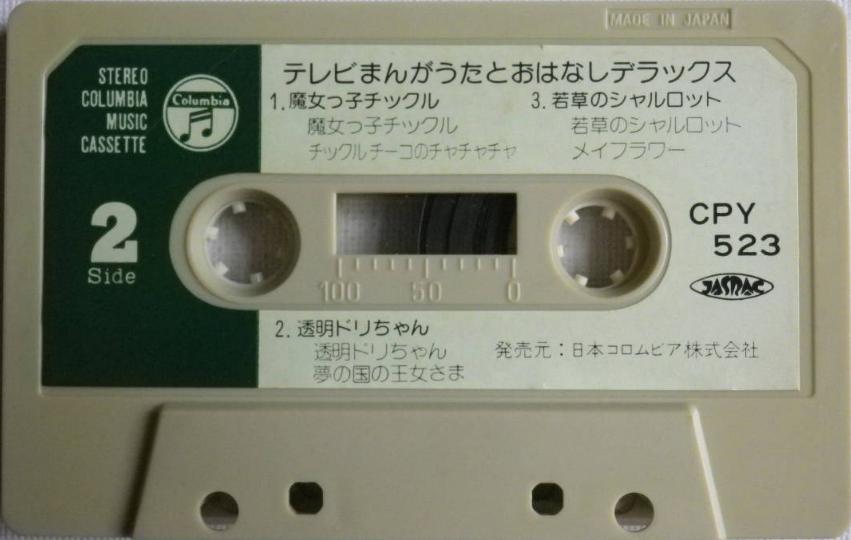 MADE IN JAPAN
STEREO
COLUMBIA
MUSIC
CASSETTE
Columbia
テレビまんがうたとおはなしデラックス
1.魔女っ子チックル
魔女っ子チックル
チックルチーコのチャチャチャ
3.若草のシャルロット
若草のシャルロット
メイフラワー
2
Side
CPY
523
JASRAC
100 50 0
2.透明ドリちゃん
透明ドリちゃん
夢の国の王女さま
発売元:日本コロムビア株式会社